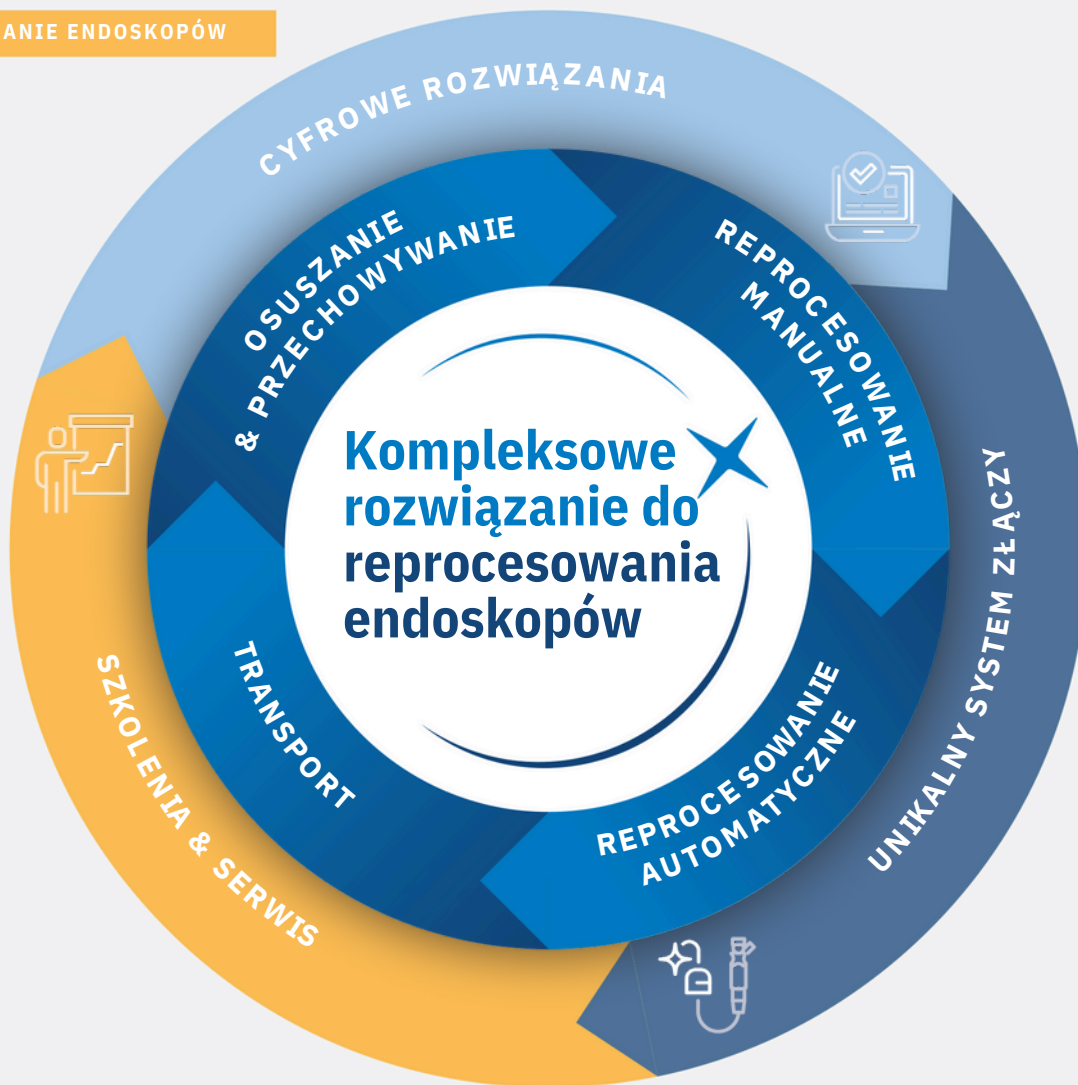 ANIE ENDOSKOPÓW
CYFROWE ROZWIĄZANIA
OSUSZANIE
& PRZECHOWYWANIE
REPROCESOWANIE
MANUALNE
Kompleksowe
rozwiązanie do
reprocesowania
endoskopów
UNIKALNY SYSTEM ZŁĄCZY
TRANSPORT
REPROCESOWANIE
AUTOMATYCZNE
SZKOLENIA & SERWIS